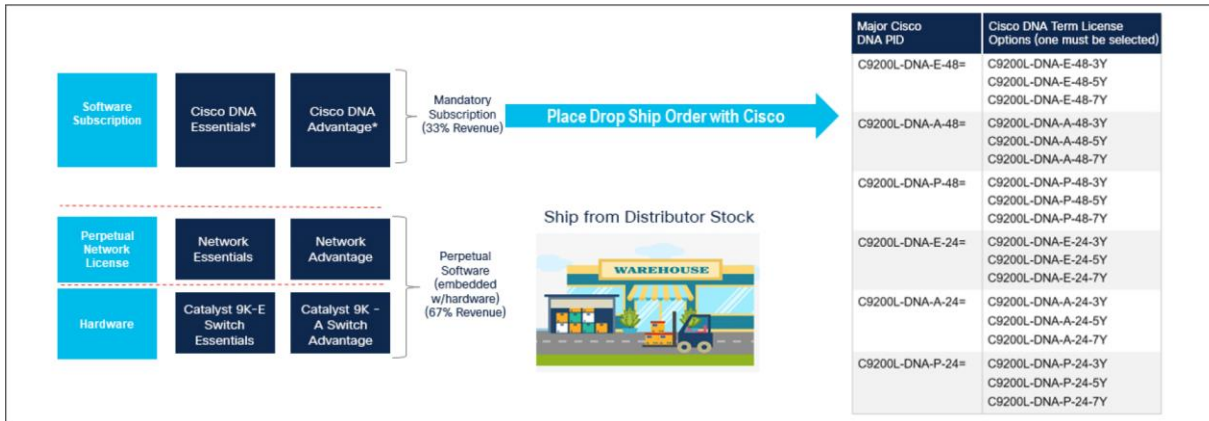 Software
Subscription
Cisco DNA
Essentials*
Cisco DNA
Advantage*
Mandatory
Subscription
(33% Revenue)
Place Drop Ship Order with Cisco
Perpetual
Network
License
Network
Essentials
Network
Advantage
Hardware
Catalyst 9K-E
Switch
Essentials
Catalyst 9K -
A Switch
Advantage
Perpetual
Software
(embedded
w/hardware)
(67% Revenue)
Ship from Distributor Stock
WAREHOUSE
Major Cisco
DNA PID
Cisco DNA Term License
Options (one must be selected)
C9200L-DNA-E-48=
C9200L-DNA-E-48-3Y
C9200L-DNA-E-48-5Y
C9200L-DNA-E-48-7Y
C9200L-DNA-A-48=
C9200L-DNA-A-48-3Y
C9200L-DNA-A-48-5Y
C9200L-DNA-A-48-7Y
C9200L-DNA-P-48=
C9200L-DNA-P-48-3Y
C9200L-DNA-P-48-5Y
C9200L-DNA-P-48-7Y
C9200L-DNA-E-24=
C9200L-DNA-E-24-3Y
C9200L-DNA-E-24-5Y
C9200L-DNA-E-24-7Y
C9200L-DNA-A-24=
C9200L-DNA-A-24-3Y
C9200L-DNA-A-24-5Y
C9200L-DNA-A-24-7Y
C9200L-DNA-P-24=
C9200L-DNA-P-24-3Y
C9200L-DNA-P-24-5Y
C9200L-DNA-P-24-7Y